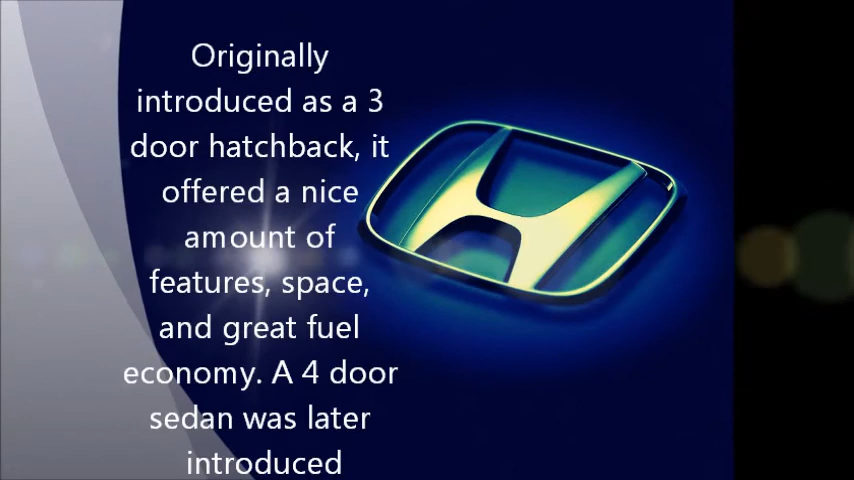 Originally
introduced as a 3
door hatchback, it
offered a nice
amount of
features, space,
and great fuel
economy. A 4 door
sedan was later
introduced